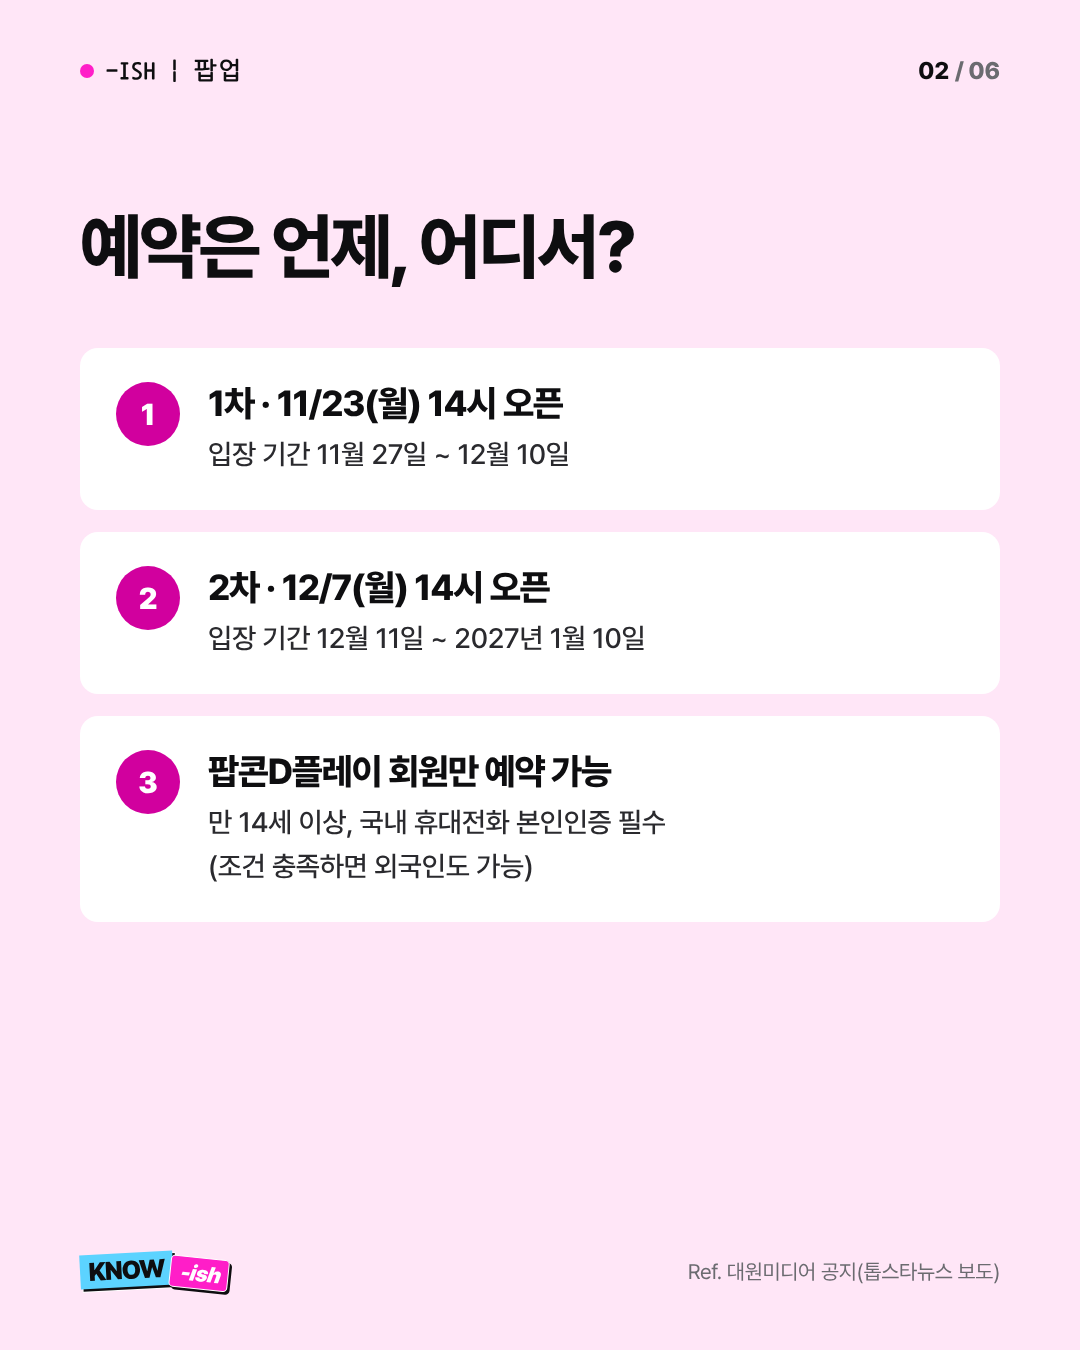 -ISH | 팝업
02 / 06
예약은 언제, 어디서?
1
1차 · 11/23(월) 14시 오픈
입장 기간 11월 27일 ~ 12월 10일
2
2차 · 12/7(월) 14시 오픈
입장 기간 12월 11일 ~ 2027년 1월 10일
3
팝콘D플레이 회원만 예약 가능
만 14세 이상, 국내 휴대전화 본인인증 필수
(조건 충족하면 외국인도 가능)
KNOW -ish
Ref. 대원미디어 공지(톱스타뉴스 보도)